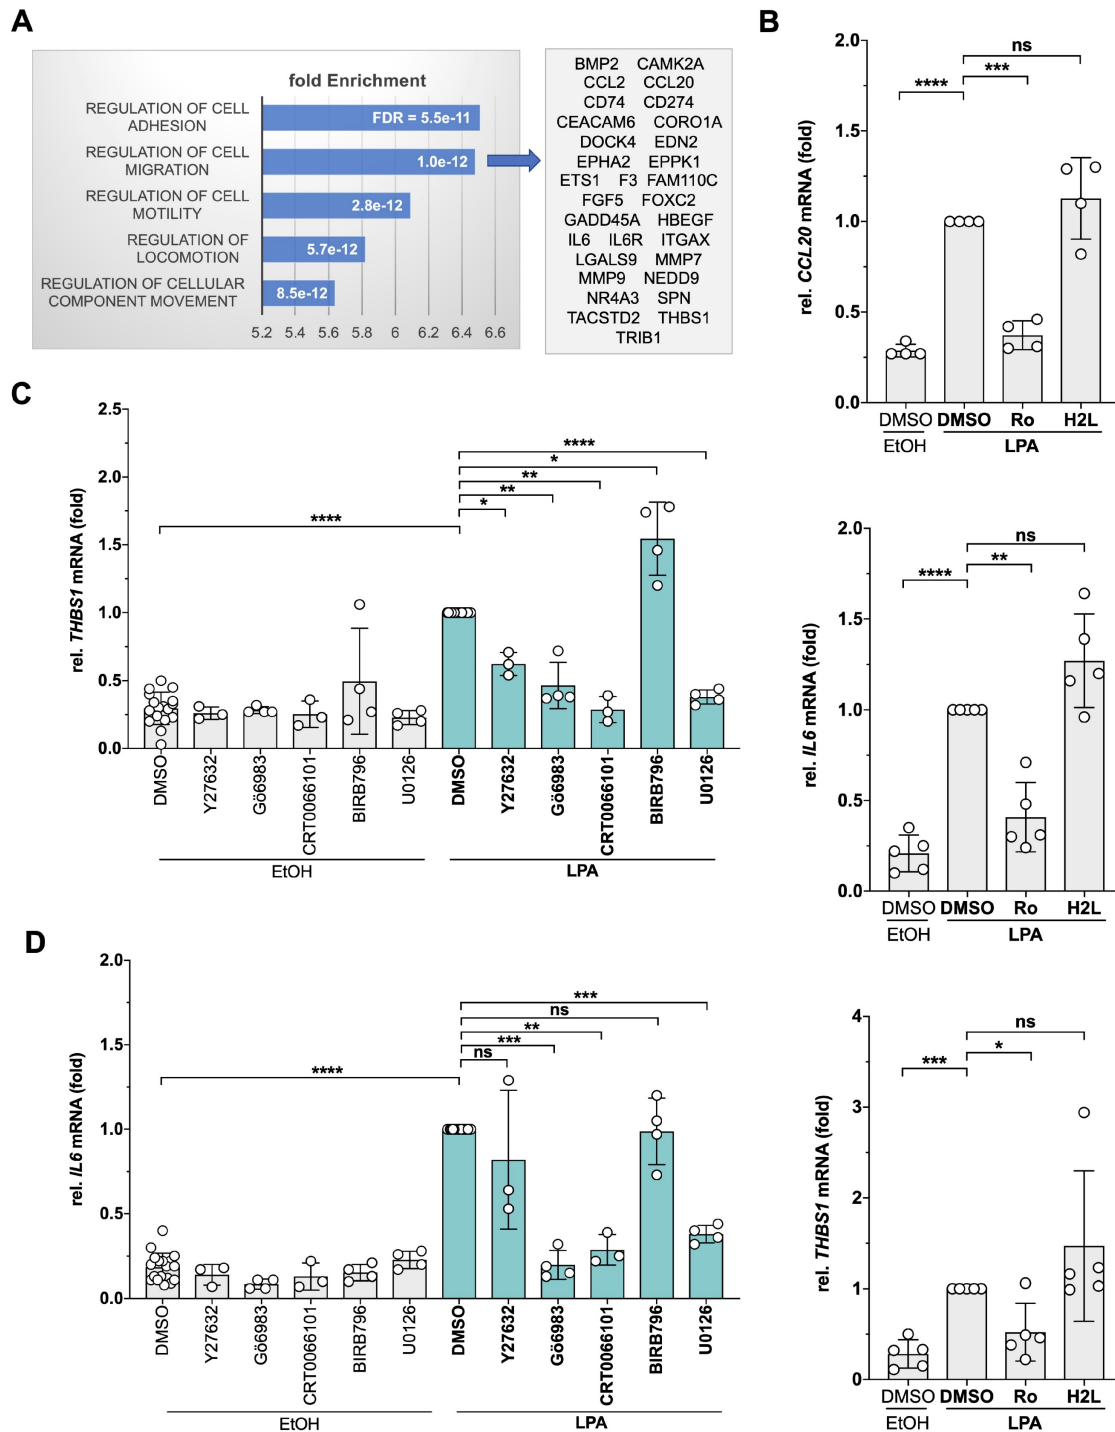 A
fold Enrichment
REGULATION OF CELL
ADHESION
FDR = 5.5e-11
REGULATION OF CELL
MIGRATION
1.0e-12
REGULATION OF CELL
MOTILITY
2.8e-12
REGULATION OF
LOCOMOTION
5.7e-12
REGULATION OF CELLULAR
COMPONENT MOVEMENT
8.5e-12
5.2 5.4 5.6 5.8 6 6.2 6.4 6.6
BMP2 CAMK2A
CCL2 CCL20
CD74 CD274
CEACAM6 CORO1A
DOCK4 EDN2
EPHA2 EPPK1
ETS1 F3 FAM110C
FGF5 FOXC2
GADD45A HBEGF
IL6 IL6R ITGAX
LGALS9 MMP7
MMP9 NEDD9
NR4A3 SPN
TACSTD2 THBS1
TRIB1
B
rel. CCL20 mRNA (fold)
2.0
1.5
1.0
0.5
0.0
ns
***
****
DMSO DMSO Ro H2L
EtOH LPA
rel. IL6 mRNA (fold)
2.0
1.5
1.0
0.5
0.0
ns
**
****
DMSO DMSO Ro H2L
EtOH LPA
rel. THBS1 mRNA (fold)
4
3
2
1
0
ns
*
***
DMSO DMSO Ro H2L
EtOH LPA
C
rel. THBS1 mRNA (fold)
2.5
2.0
1.5
1.0
0.5
0.0
****
*
**
**
*
****
DMSO Y27632 Gö6983 CRT0066101 BIRB796 U0126 DMSO Y27632 Gö6983 CRT0066101 BIRB796 U0126
EtOH LPA
D
rel. IL6 mRNA (fold)
2.0
1.5
1.0
0.5
0.0
***
ns
**
***
ns
****
DMSO Y27632 Gö6983 CRT0066101 BIRB796 U0126 DMSO Y27632 Gö6983 CRT0066101 BIRB796 U0126
EtOH LPA